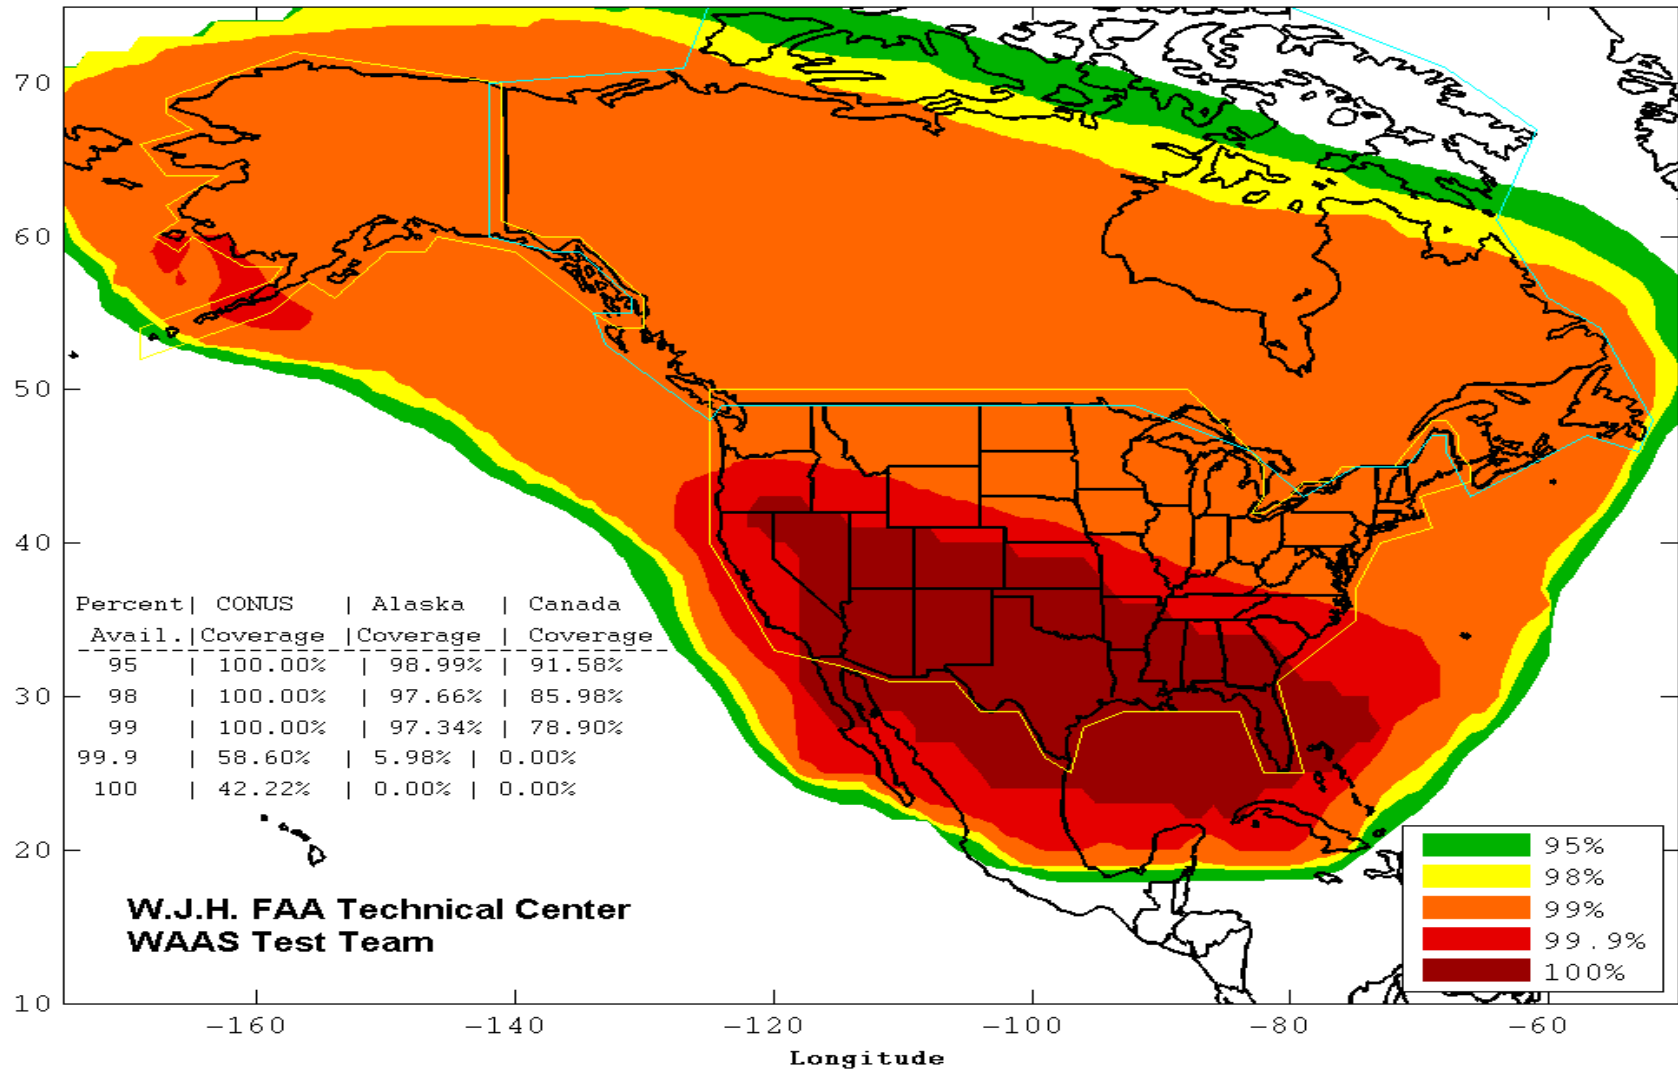 70
60
50
40
Percent| CONUS | Alaska | Canada
Avail.|Coverage |Coverage | Coverage
95 | 100.00% | 98.99% | 91.58%
98 | 100.00% | 97.66% | 85.98%
30
99 | 100.00% | 97.34% | 78.90%
99.9 | 58.60% | 5.98% | 0.00%
100 | 42.22% | 0.00% | 0.00%
20
95%
98%
99%
99.9%
100%
W.J.H. FAA Technical Center
WAAS Test Team
10
-160 -140 -120 -100 -80 -60
Longitude